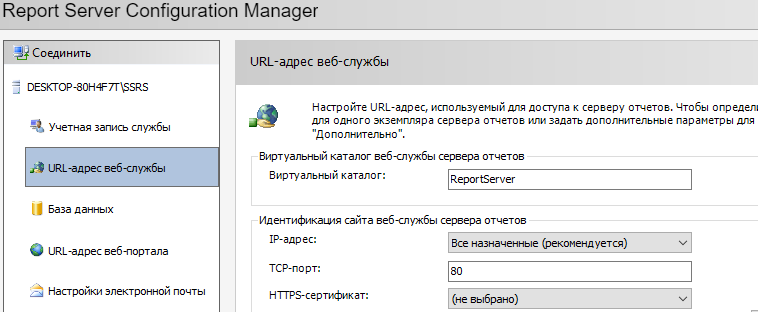 Report Server Configuration Manager
Соединить
DESKTOP-80H4F7T\SSRS
Учетная запись службы
URL-адрес веб-службы
База данных
URL-адрес веб-портала
Настройки электронной почты
URL-адрес веб-службы
Настройте URL-адрес, используемый для доступа к серверу отчетов. Чтобы определи
для одного экземпляра сервера отчетов или задать дополнительные параметры для
"Дополнительно".
Виртуальный каталог веб-службы сервера отчетов
Виртуальный каталог: ReportServer
Идентификация сайта веб-службы сервера отчетов
IP-адрес: Все назначенные (рекомендуется)
TCP-порт: 80
HTTPS-сертификат: (не выбрано)